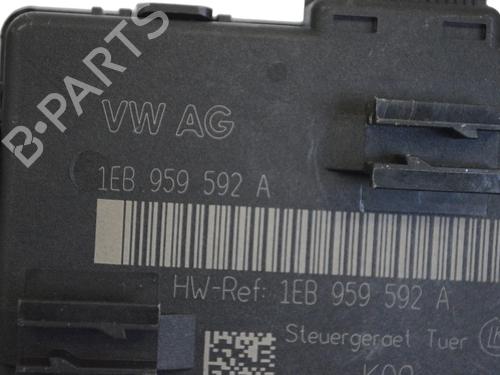 B-PARTS
VW AG
1EB 959 592 A
HW-Ref: 1EB 959 592 A
Steuergeraet Tuer